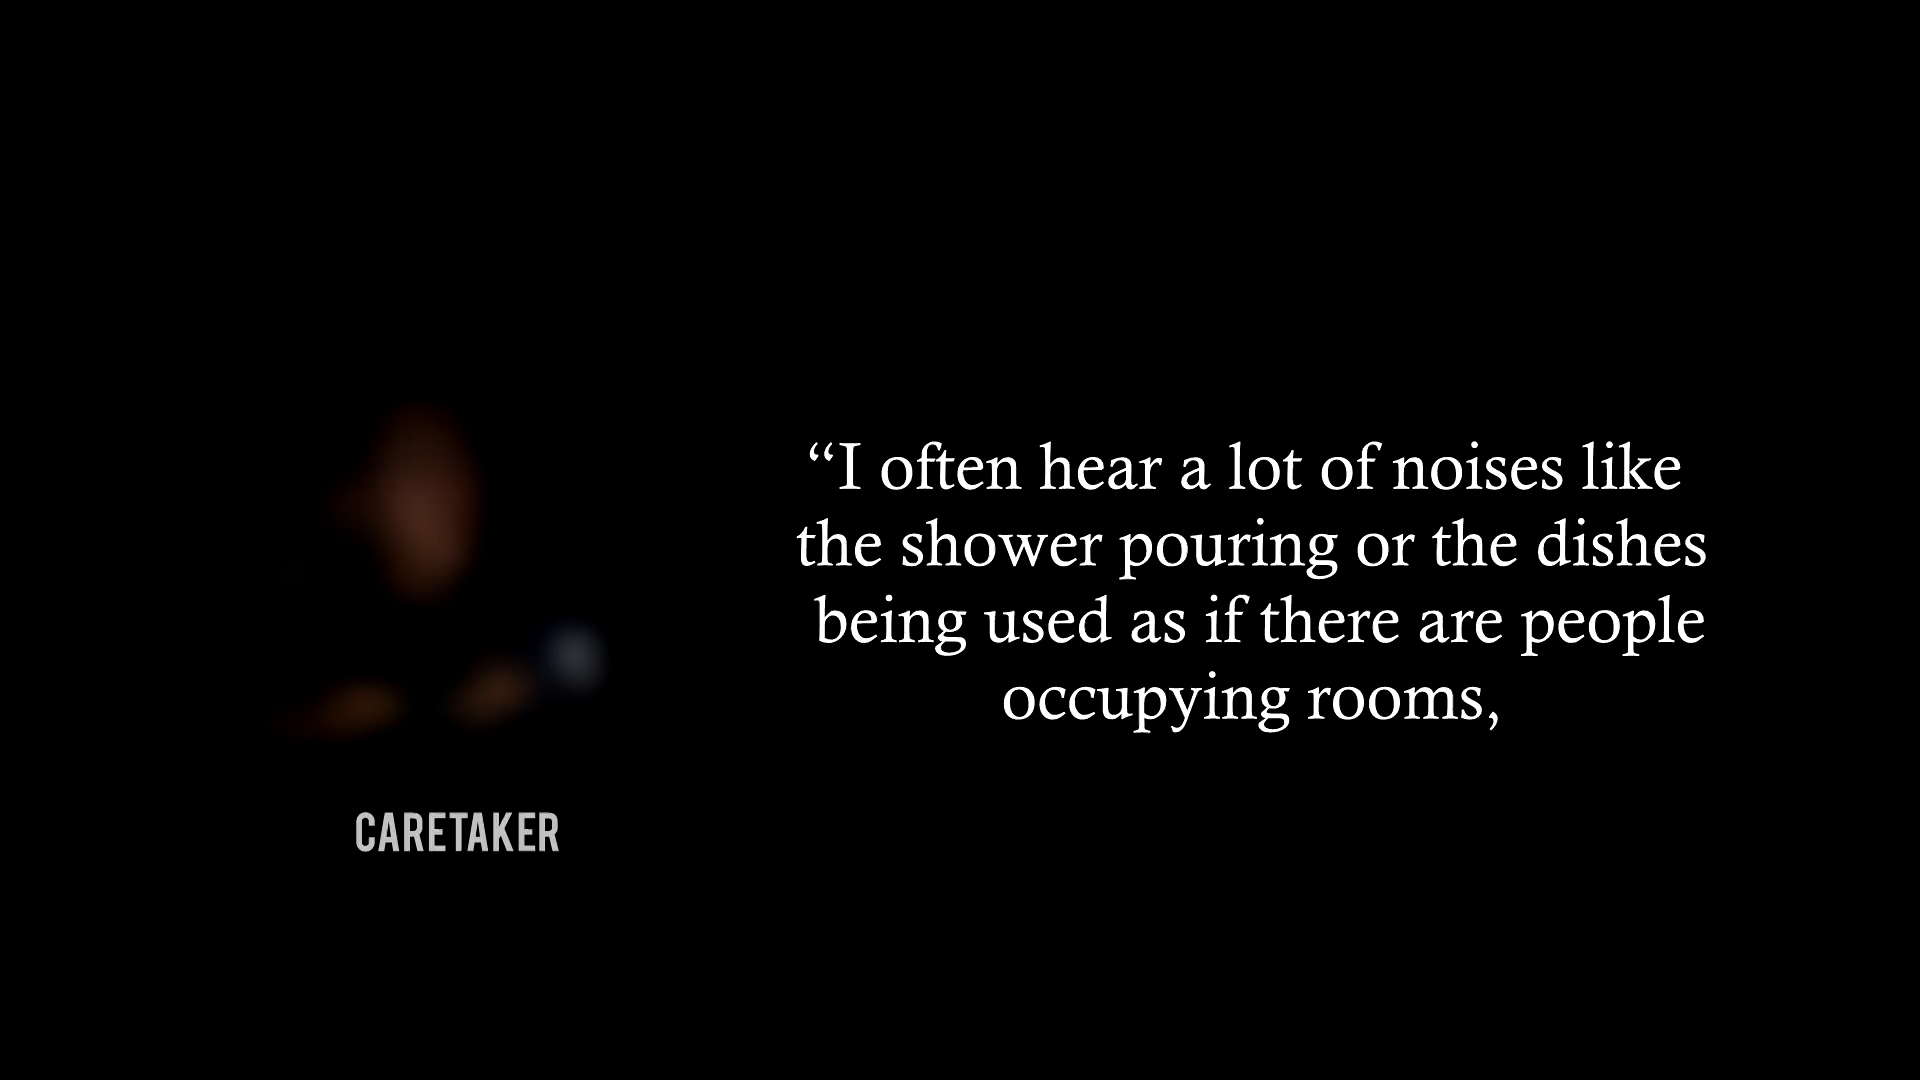 “I often hear a lot of noises like
the shower pouring or the dishes
being used as if there are people
occupying rooms,
CARETAKER